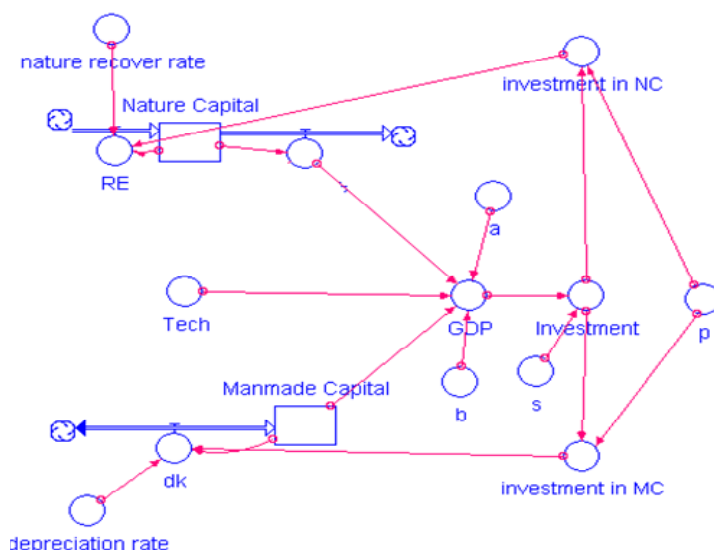 nature recover rate
investment in NC
Nature Capital
RE
a
Tech
GDP
Investment
p
Manmade Capital
b
s
dk
investment in MC
depreciation rate